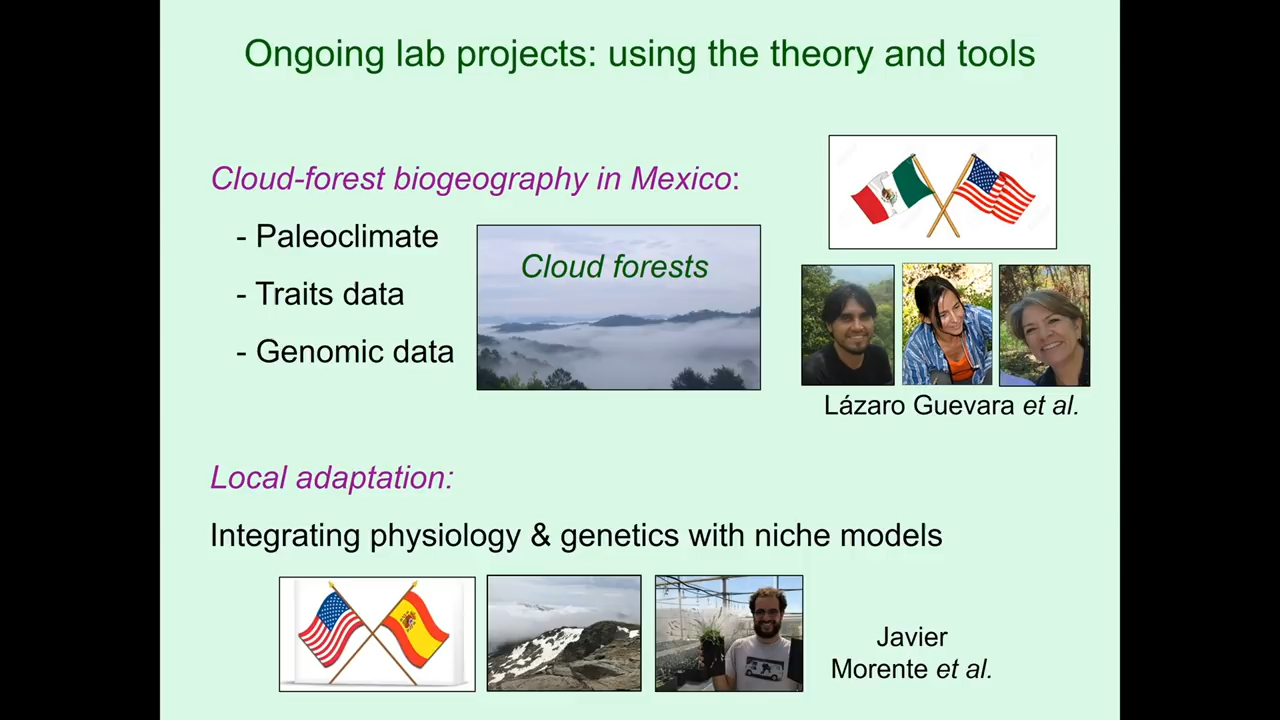 Ongoing lab projects: using the theory and tools
Cloud-forest biogeography in Mexico:
- Paleoclimate
- Traits data
- Genomic data
Cloud forests
Lázaro Guevara et al.
Local adaptation:
Integrating physiology & genetics with niche models
Javier
Morente et al.